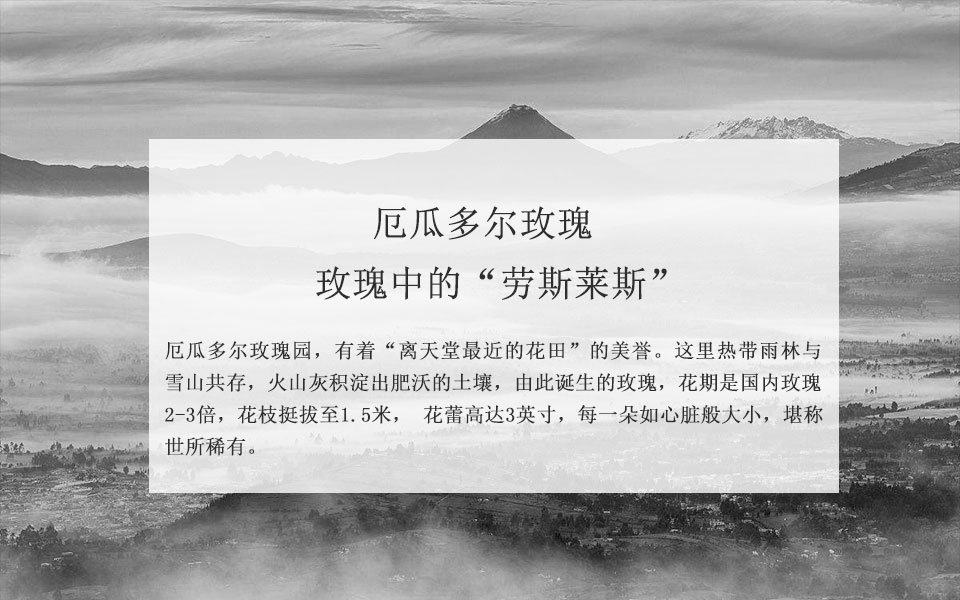 厄瓜多尔玫瑰
玫瑰中的“劳斯莱斯”
厄瓜多尔玫瑰园，有着“离天堂最近的花田”的美誉。这里热带雨林与
雪山共存，火山灰积淀出肥沃的土壤，由此诞生的玫瑰，花期是国内玫瑰
2-3倍，花枝挺拔至1.5米， 花蕾高达3英寸，每一朵如心脏般大小，堪称
世所稀有。